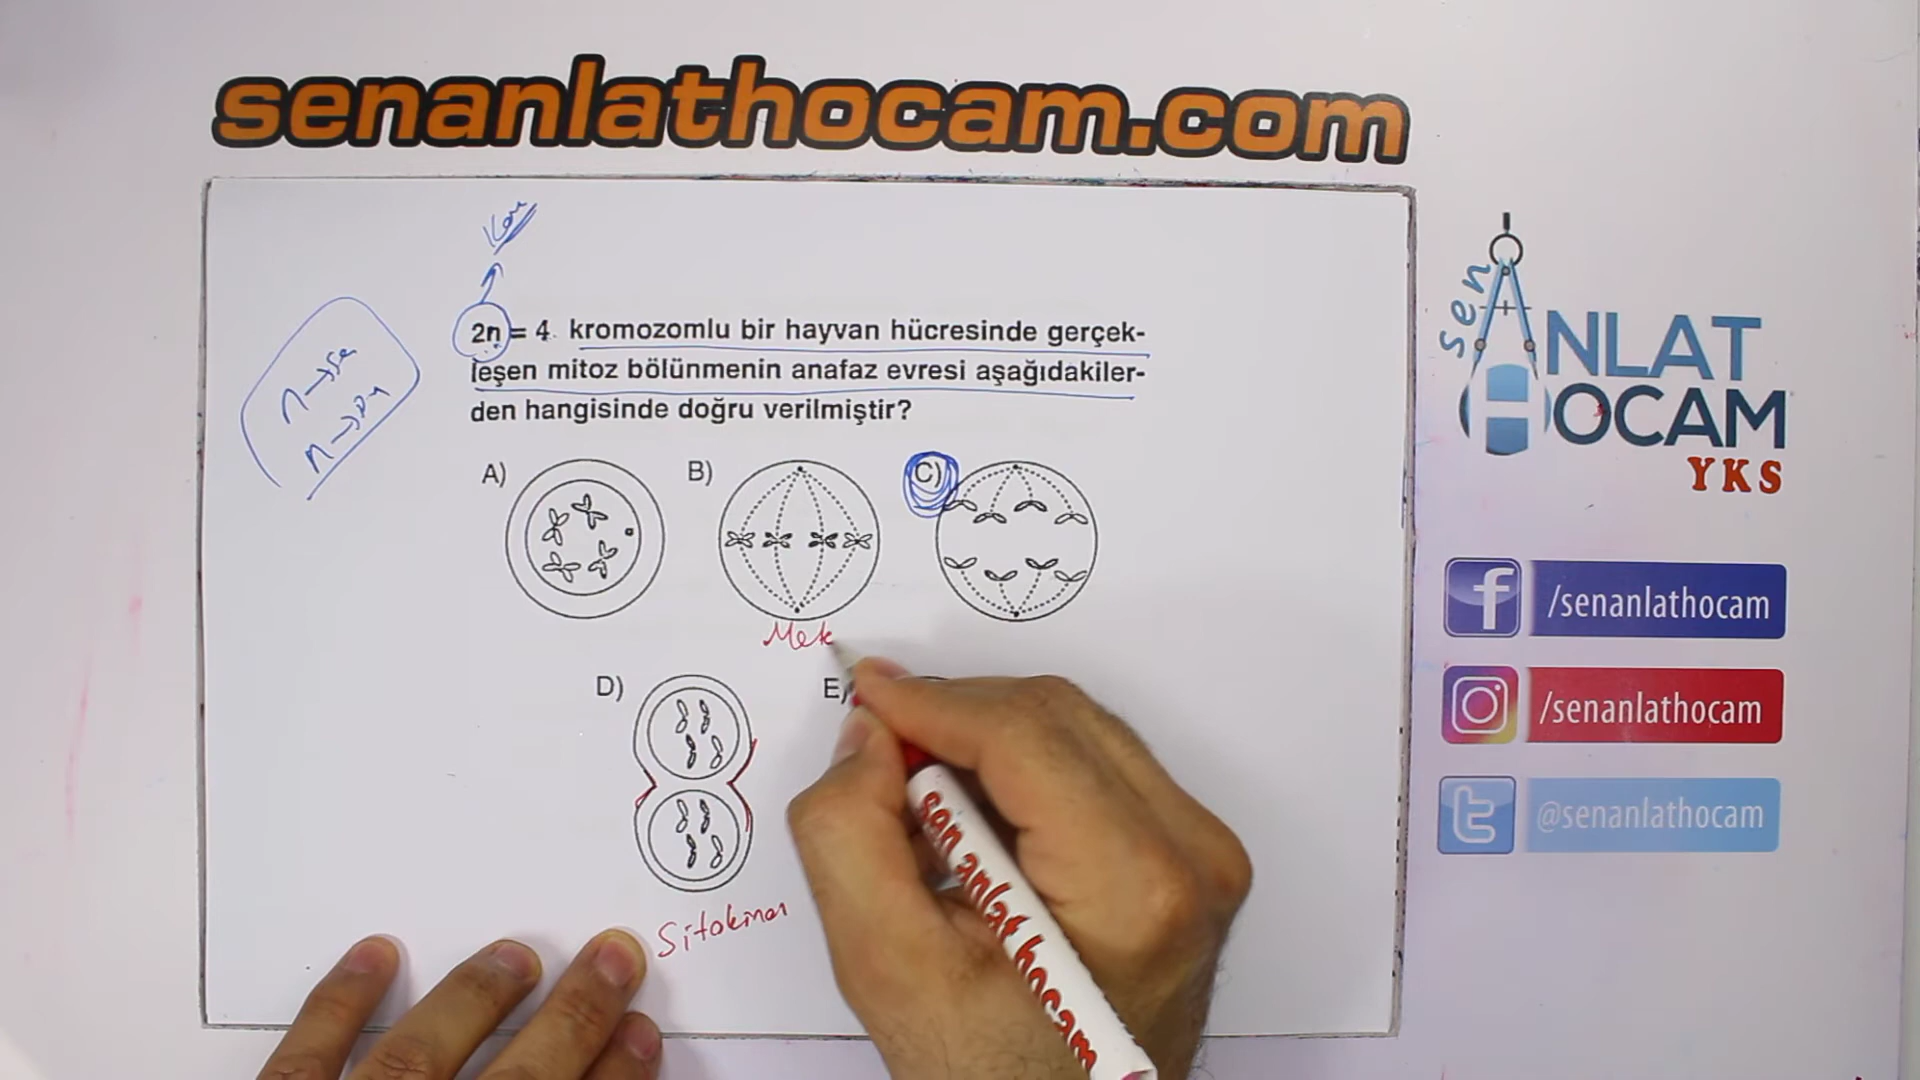 senanlathocam.com
2n = 4 kromozomlu bir hayvan hücresinde gerçek-
leşen mitoz bölünmenin anafaz evresi aşağıdakiler-
den hangisinde doğru verilmiştir?
A) B) C)
Met
D) E)
Sitokinez
sen
ANLAT
HOCAM
YKS
/senanlathocam
/senanlathocam
@senanlathocam
sen anlat hocam